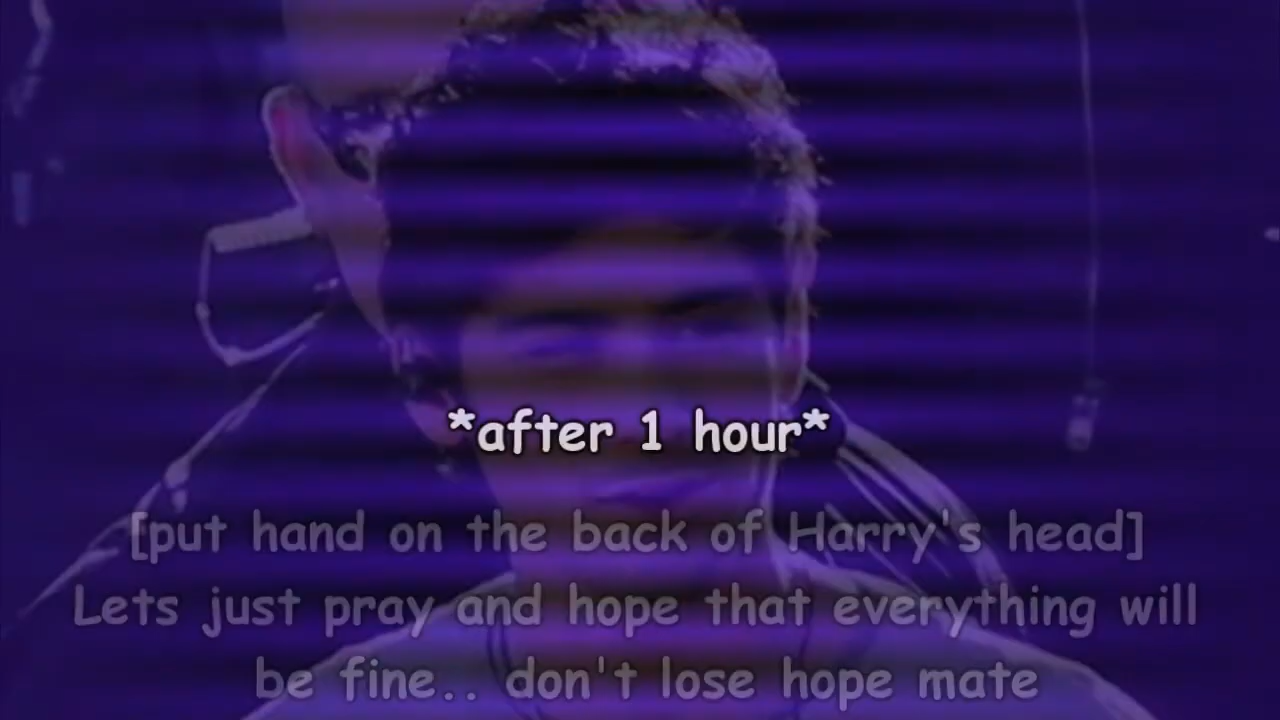 *after 1 hour*
[put hand on the back of Harry's head]
Lets just pray and hope that everything will
be fine.. don't lose hope mate